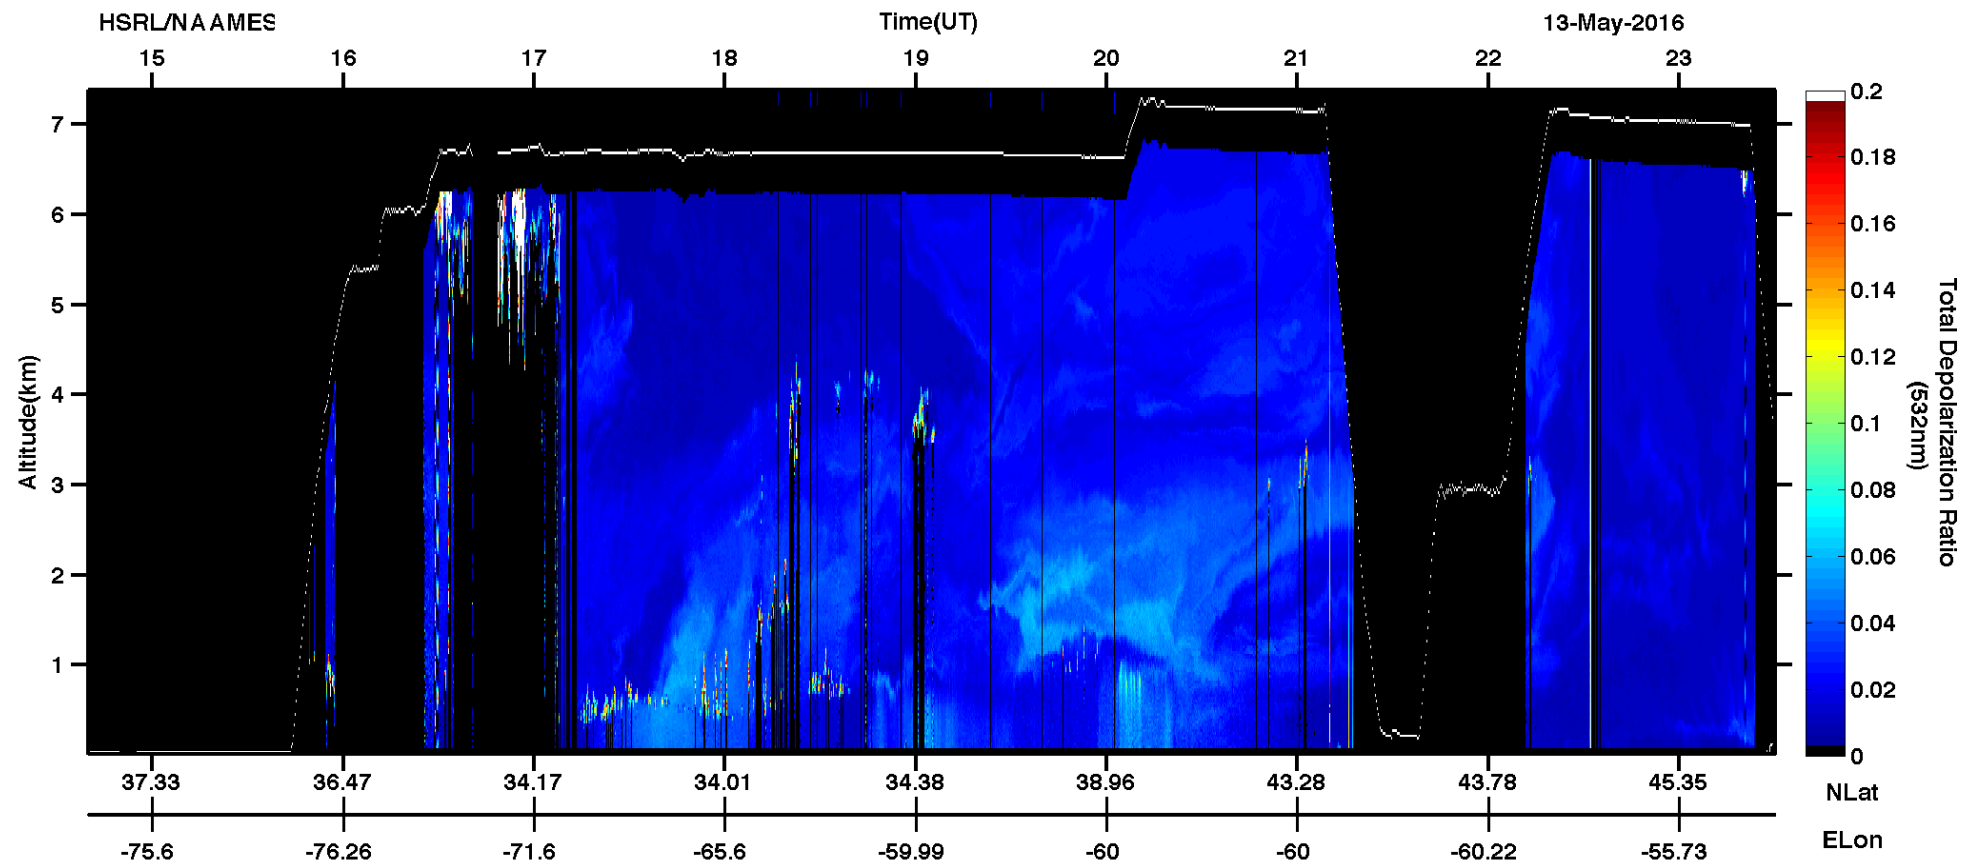 HSRL/NAAMES Time(UT) 13-May-2016
15 16 17 18 19 20 21 22 23
7
6
5
4
3
2
1
Altitude(km)
0.2
0.18
0.16
0.14
0.12
0.1
0.08
0.06
0.04
0.02
0
Total Depolarization Ratio
(532nm)
37.33 36.47 34.17 34.01 34.38 38.96 43.28 43.78 45.35 NLat
-75.6 -76.26 -71.6 -65.6 -59.99 -60 -60 -60.22 -55.73 ELon